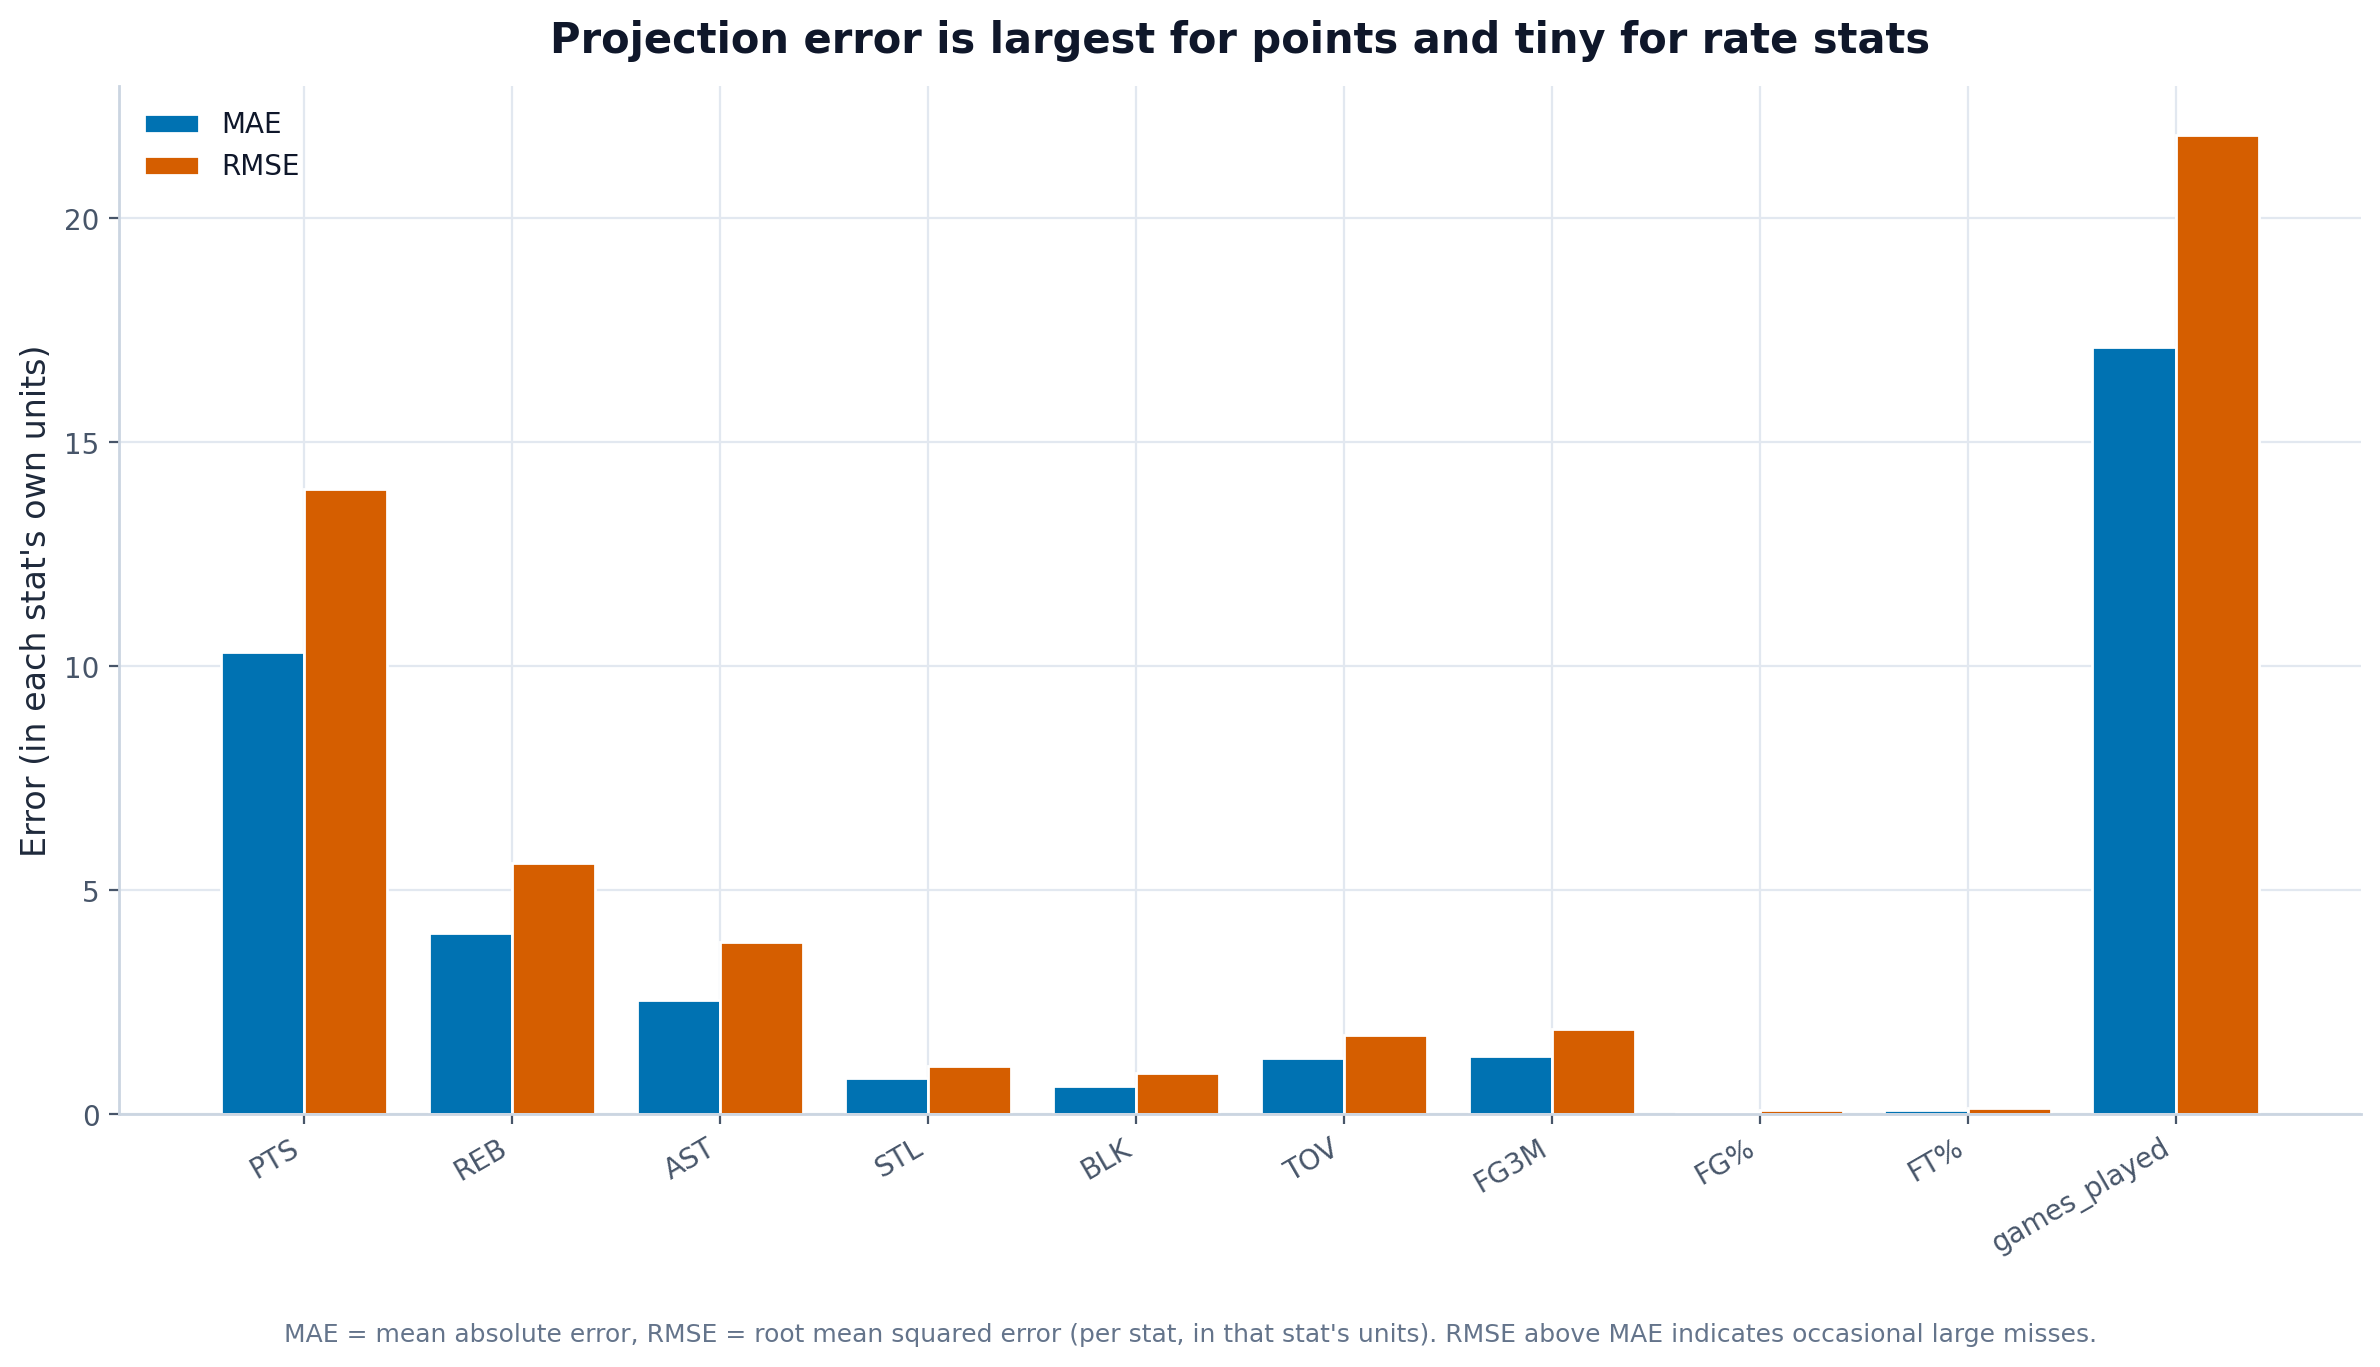 Projection error is largest for points and tiny for rate stats
MAE
RMSE
Error (in each stat's own units)
20
15
10
5
0
PTS
REB
AST
STL
BLK
TOV
FG3M
FG%
FT%
games_played
MAE = mean absolute error, RMSE = root mean squared error (per stat, in that stat's units). RMSE above MAE indicates occasional large misses.